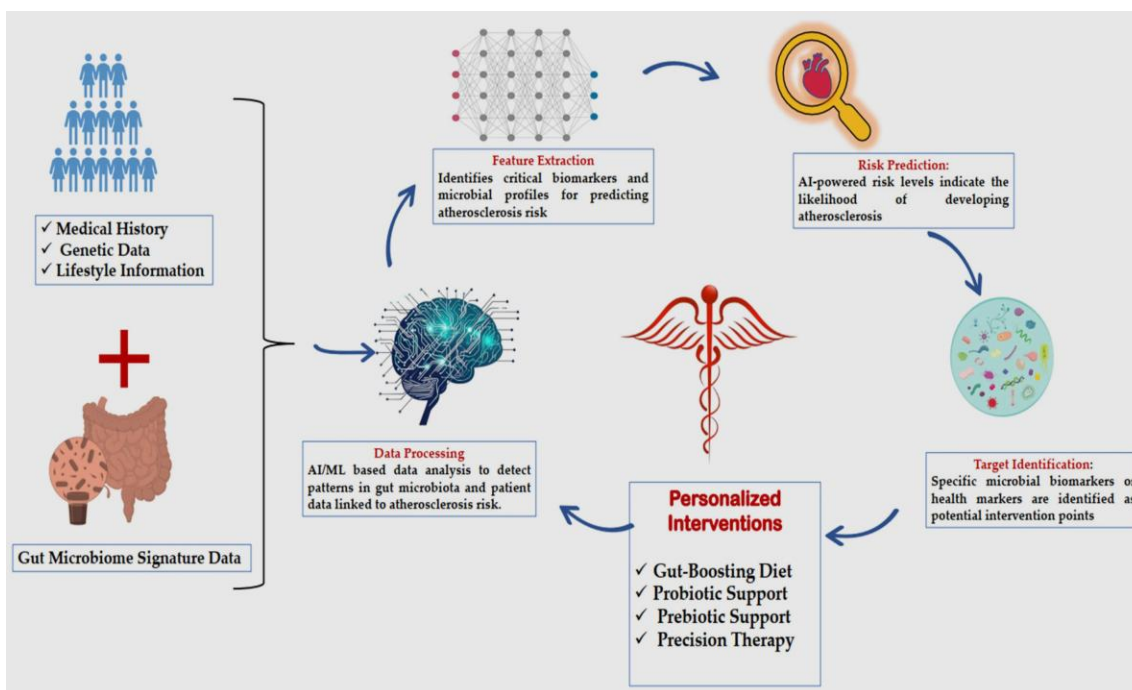 ✓ Medical History
✓ Genetic Data
✓ Lifestyle Information
Gut Microbiome Signature Data
Data Processing
AI/ML based data analysis to detect
patterns in gut microbiota and patient
data linked to atherosclerosis risk.
Feature Extraction
Identifies critical biomarkers and
microbial profiles for predicting
atherosclerosis risk
Risk Prediction:
AI-powered risk levels indicate the
likelihood of developing
atherosclerosis
Target Identification:
Specific microbial biomarkers or
health markers are identified as
potential intervention points
Personalized
Interventions
✓ Gut-Boosting Diet
✓ Probiotic Support
✓ Prebiotic Support
✓ Precision Therapy